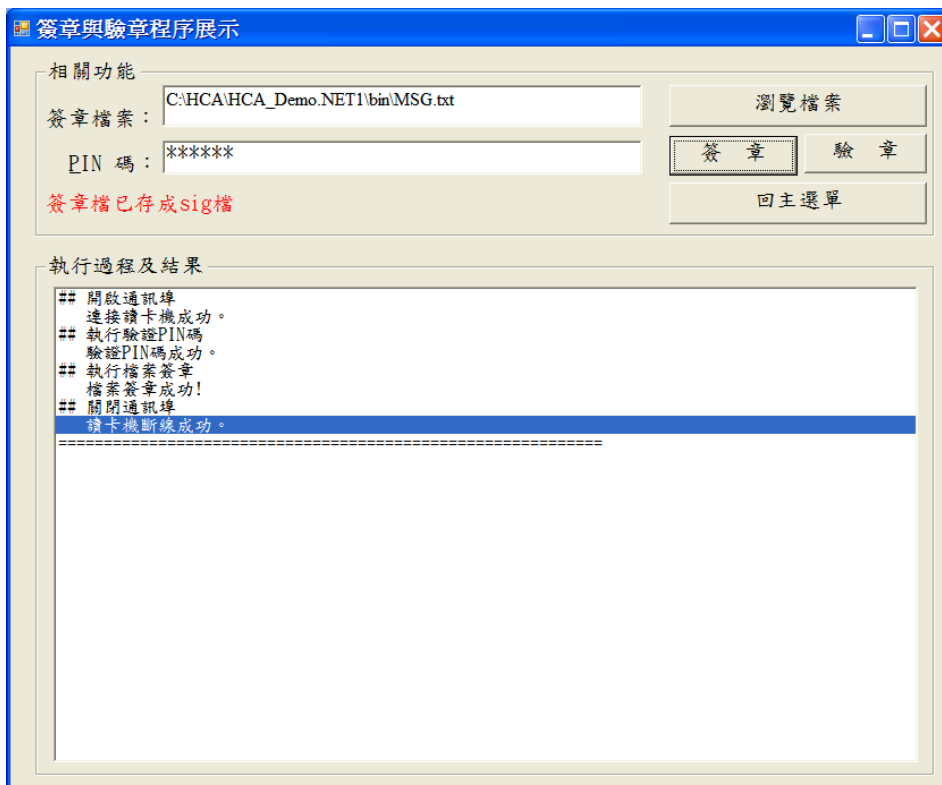 簽章與驗章程序展示
相關功能
簽章檔案：
C:\HCA\HCA_Demo.NET1\bin\MSG.txt
瀏覽檔案
PIN 碼：
******
簽 章
驗 章
簽章檔已存成sig檔
回主選單
執行過程及結果
## 開啟通訊埠
連接讀卡機成功。
## 執行驗證PIN碼
驗證PIN碼成功。
## 執行檔案簽章
檔案簽章成功!
## 關閉通訊埠
讀卡機斷線成功。
============================================================